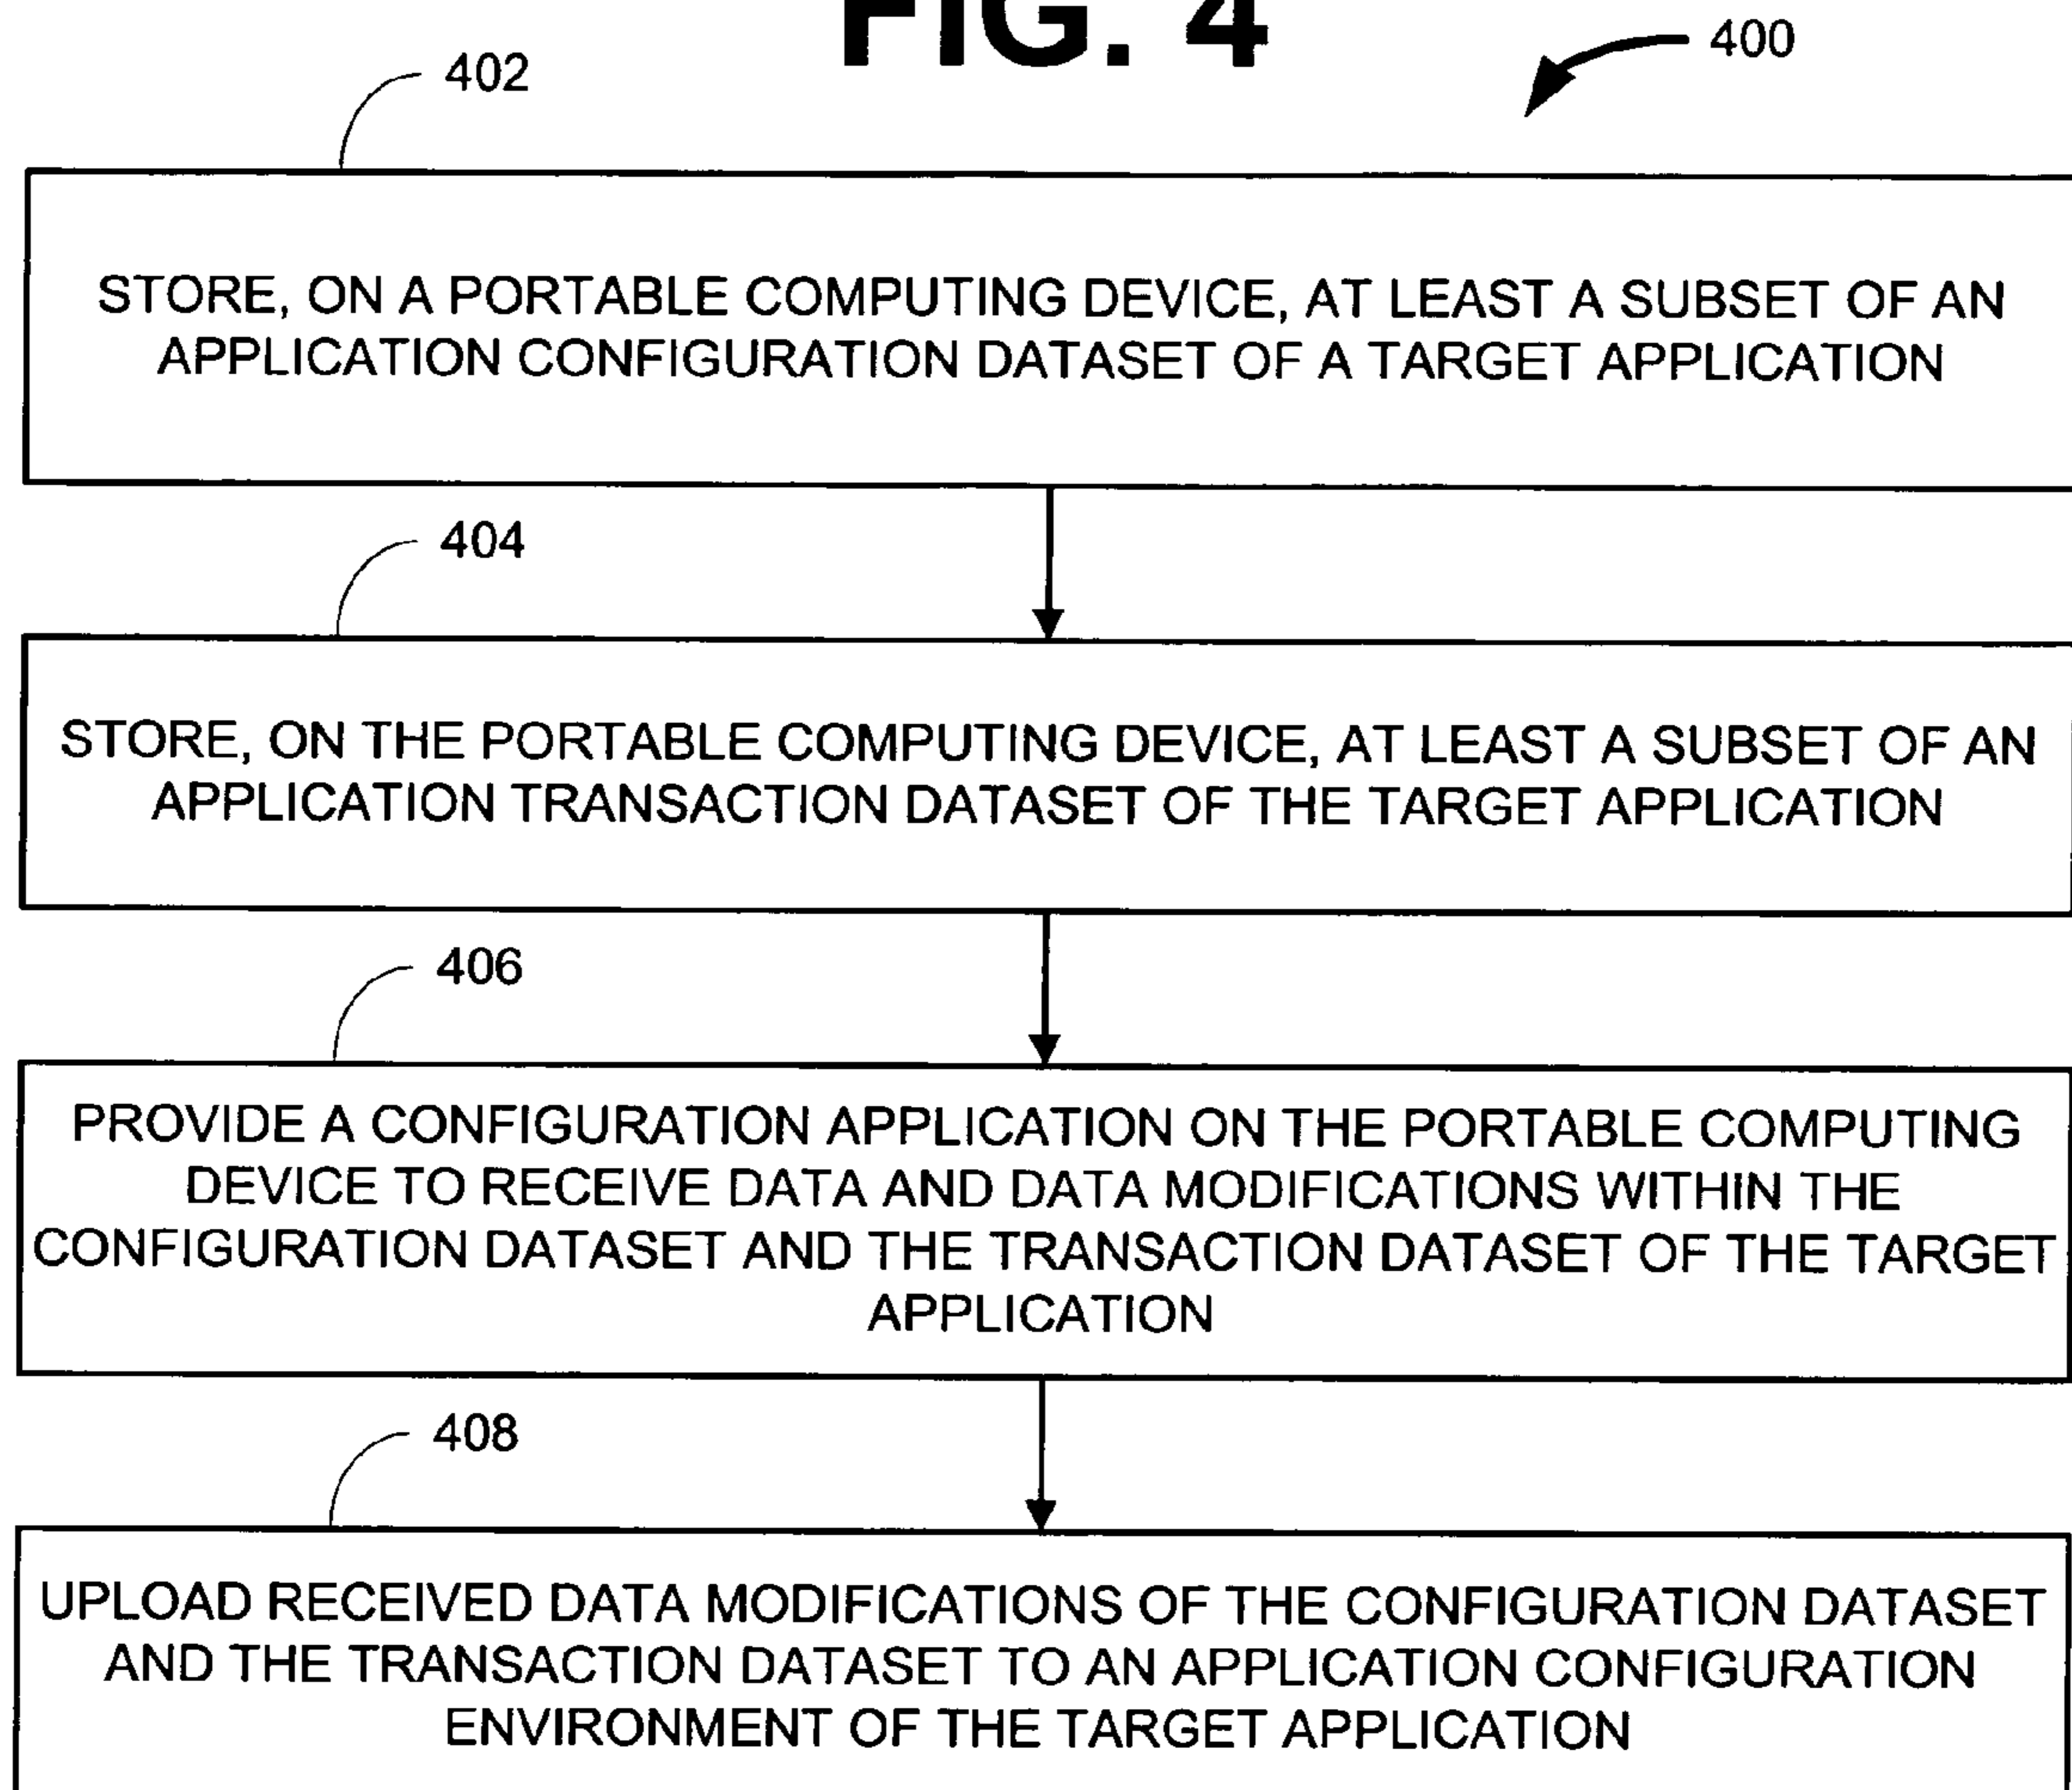 FIG. 4
400
402
STORE, ON A PORTABLE COMPUTING DEVICE, AT LEAST A SUBSET OF AN
APPLICATION CONFIGURATION DATASET OF A TARGET APPLICATION
404
STORE, ON THE PORTABLE COMPUTING DEVICE, AT LEAST A SUBSET OF AN
APPLICATION TRANSACTION DATASET OF THE TARGET APPLICATION
406
PROVIDE A CONFIGURATION APPLICATION ON THE PORTABLE COMPUTING
DEVICE TO RECEIVE DATA AND DATA MODIFICATIONS WITHIN THE
CONFIGURATION DATASET AND THE TRANSACTION DATASET OF THE TARGET
APPLICATION
408
UPLOAD RECEIVED DATA MODIFICATIONS OF THE CONFIGURATION DATASET
AND THE TRANSACTION DATASET TO AN APPLICATION CONFIGURATION
ENVIRONMENT OF THE TARGET APPLICATION